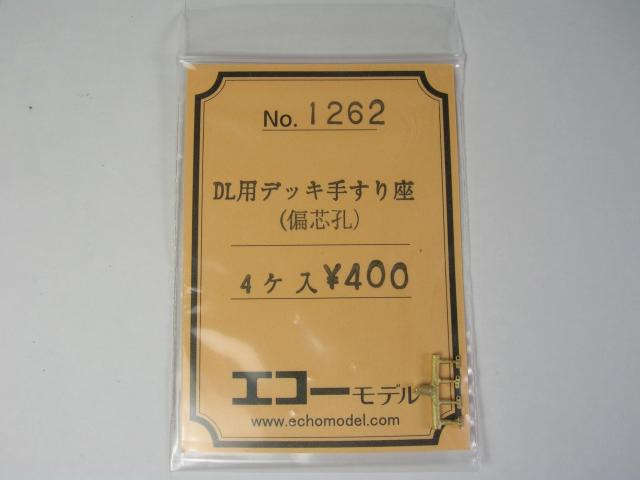 No. 1262
DL用デッキ手すり座
(偏芯孔)
4ケ入¥400
エコーモデル
www.echomodel.com